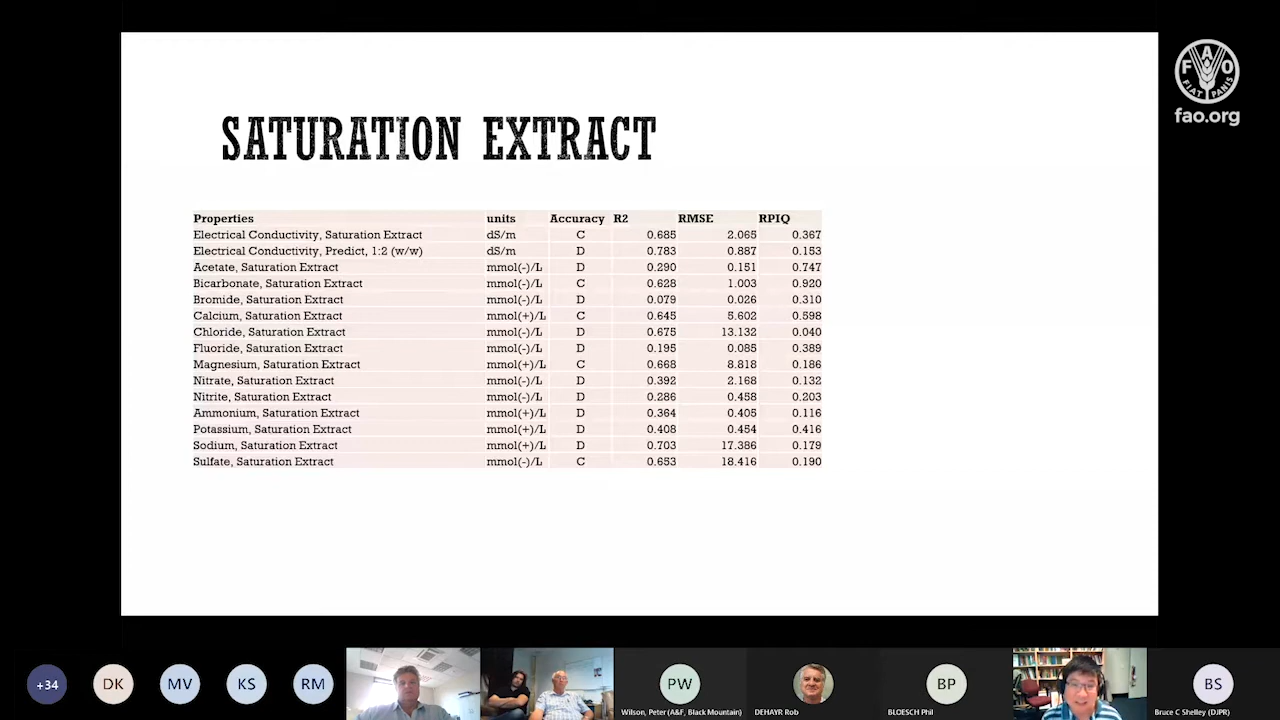 FAO
FIAT PANIS
fao.org
SATURATION EXTRACT
Properties units Accuracy R2 RMSE RPIQ
Electrical Conductivity, Saturation Extract dS/m C 0.685 2.065 0.367
Electrical Conductivity, Predict, 1:2 (w/w) dS/m D 0.783 0.887 0.153
Acetate, Saturation Extract mmol(-)/L D 0.290 0.151 0.747
Bicarbonate, Saturation Extract mmol(-)/L C 0.628 1.003 0.920
Bromide, Saturation Extract mmol(-)/L D 0.079 0.026 0.310
Calcium, Saturation Extract mmol(+)/L C 0.645 5.602 0.598
Chloride, Saturation Extract mmol(-)/L D 0.675 13.132 0.040
Fluoride, Saturation Extract mmol(-)/L D 0.195 0.085 0.389
Magnesium, Saturation Extract mmol(+)/L C 0.668 8.818 0.186
Nitrate, Saturation Extract mmol(-)/L D 0.392 2.168 0.132
Nitrite, Saturation Extract mmol(-)/L D 0.286 0.458 0.203
Ammonium, Saturation Extract mmol(+)/L D 0.364 0.405 0.116
Potassium, Saturation Extract mmol(+)/L D 0.408 0.454 0.416
Sodium, Saturation Extract mmol(+)/L D 0.703 17.386 0.179
Sulfate, Saturation Extract mmol(-)/L C 0.653 18.416 0.190
+34 DK MV KS RM PW BP BS
Wilson, Peter (A&F, Black Mountain) DEHAYR Rob BLOESCH Phil Bruce C Shelley (DJPR)